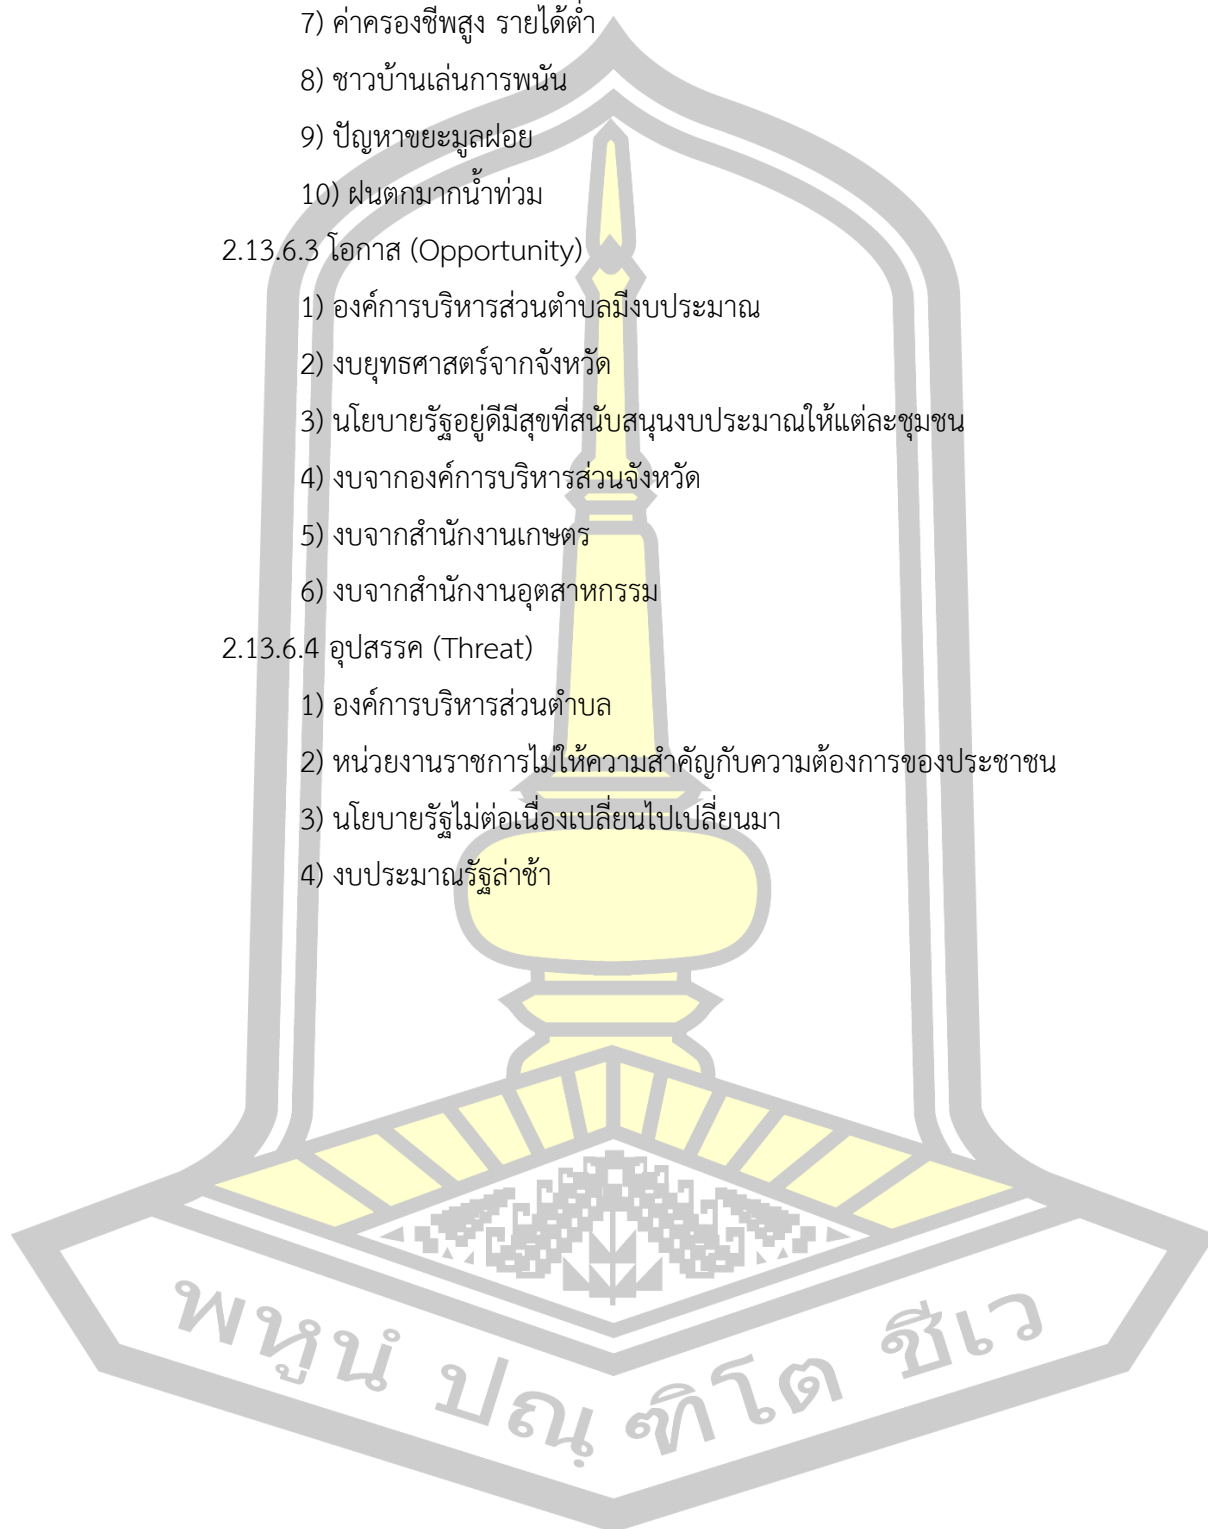 7) ค่าครองชีพสูง รายได้ต่ำ
8) ชาวบ้านเล่นการพนัน
9) ปัญหาขยะมูลฝอย
10) ฝนตกมากน้ำท่วม
2.13.6.3 โอกาส (Opportunity)
1) องค์การบริหารส่วนตำบลมีงบประมาณ
2) งบยุทธศาสตร์จากจังหวัด
3) นโยบายรัฐอยู่ดีมีสุขที่สนับสนุนงบประมาณให้แต่ละชุมชน
4) งบจากองค์การบริหารส่วนจังหวัด
5) งบจากสำนักงานเกษตร
6) งบจากสำนักงานอุตสาหกรรม
2.13.6.4 อุปสรรค (Threat)
1) องค์การบริหารส่วนตำบล
2) หน่วยงานราชการไม่ให้ความสำคัญกับความต้องการของประชาชน
3) นโยบายรัฐไม่ต่อเนื่องเปลี่ยนไปเปลี่ยนมา
4) งบประมาณรัฐล่าช้า
พหูนํ ปณฺ ฑิโต ชีเว